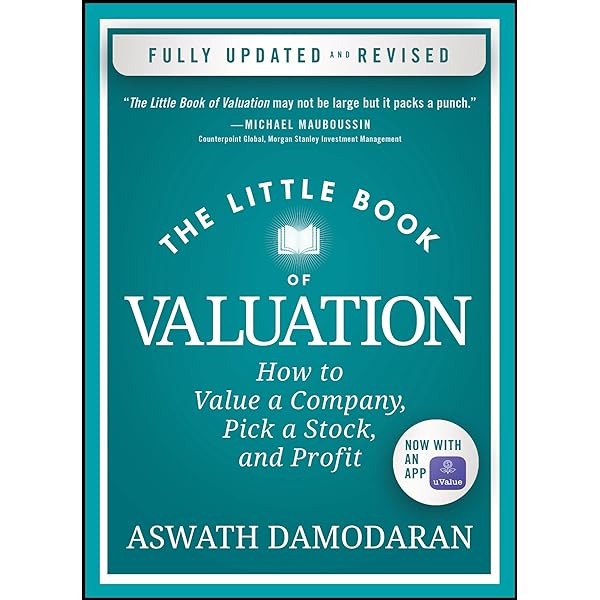 FULLY UPDATED AND REVISED
“The Little Book of Valuation may not be large but it packs a punch.”
—MICHAEL MAUBOUSSIN
Counterpoint Global, Morgan Stanley Investment Management
THE LITTLE BOOK
OF
VALUATION
How to
Value a Company,
Pick a Stock,
and Profit
NOW WITH
AN
APP
uValue
ASWATH DAMODARAN